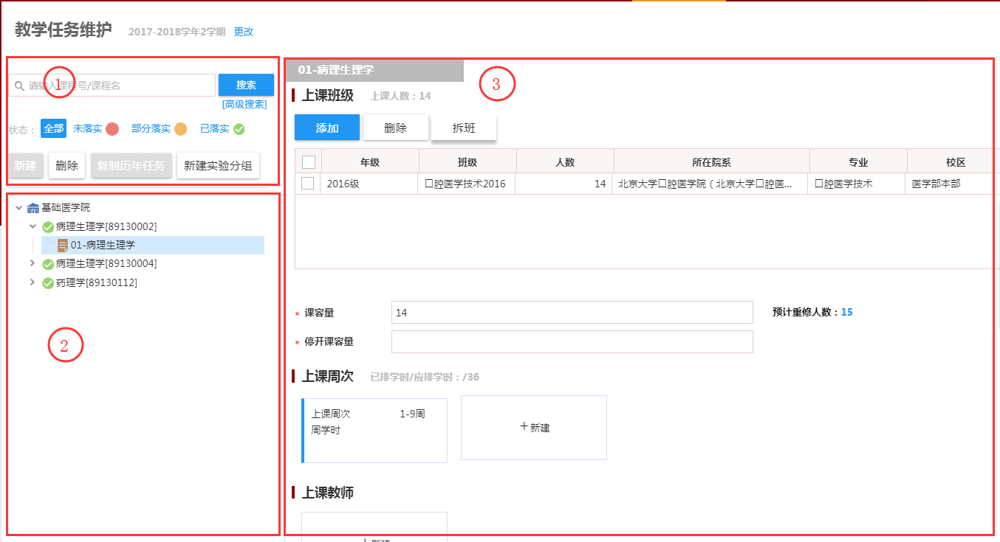 教学任务维护 2017-2018学年2学期 更改
1
请输入课程号/课程名 搜索
[高级搜索]
状态： 全部 未落实 部分落实 已落实
新建 删除 复制历年任务 新建实验分组
基础医学院
病理生理学[89130002]
01-病理生理学
病理生理学[89130004]
药理学[89130112]
2
01-病理生理学
3
上课班级 上课人数：14
添加 删除 拆班
年级 班级 人数 所在院系 专业 校区
2016级 口腔医学技术2016 14 北京大学口腔医学院（北京大学口腔医... 口腔医学技术 医学部本部
* 课容量 14 预计重修人数：15
* 停开课容量
上课周次 已排学时/应排学时：/36
上课周次 1-9周
周学时
+新建
上课教师